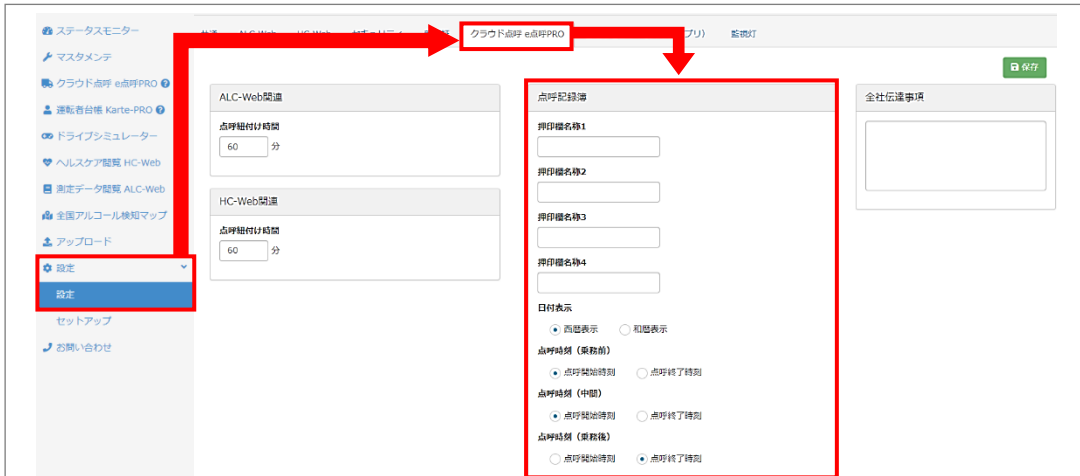 ステータスモニター
マスタメンテ
クラウド点呼 e点呼PRO
運転者台帳 Karte-PRO
ドライブシミュレーター
ヘルスケア閲覧 HC-Web
測定データ閲覧 ALC-Web
全国アルコール検知マップ
アップロード
設定
設定
セットアップ
お問い合わせ
クラウド点呼 e点呼PRO
監視灯
保存
ALC-Web関連
点呼紐付け時間
60 分
HC-Web関連
点呼紐付け時間
60 分
点呼記録簿
押印欄名称1
押印欄名称2
押印欄名称3
押印欄名称4
日付表示
西暦表示 和暦表示
点呼時刻（乗務前）
点呼開始時刻 点呼終了時刻
点呼時刻（中間）
点呼開始時刻 点呼終了時刻
点呼時刻（乗務後）
点呼開始時刻 点呼終了時刻
全社伝達事項